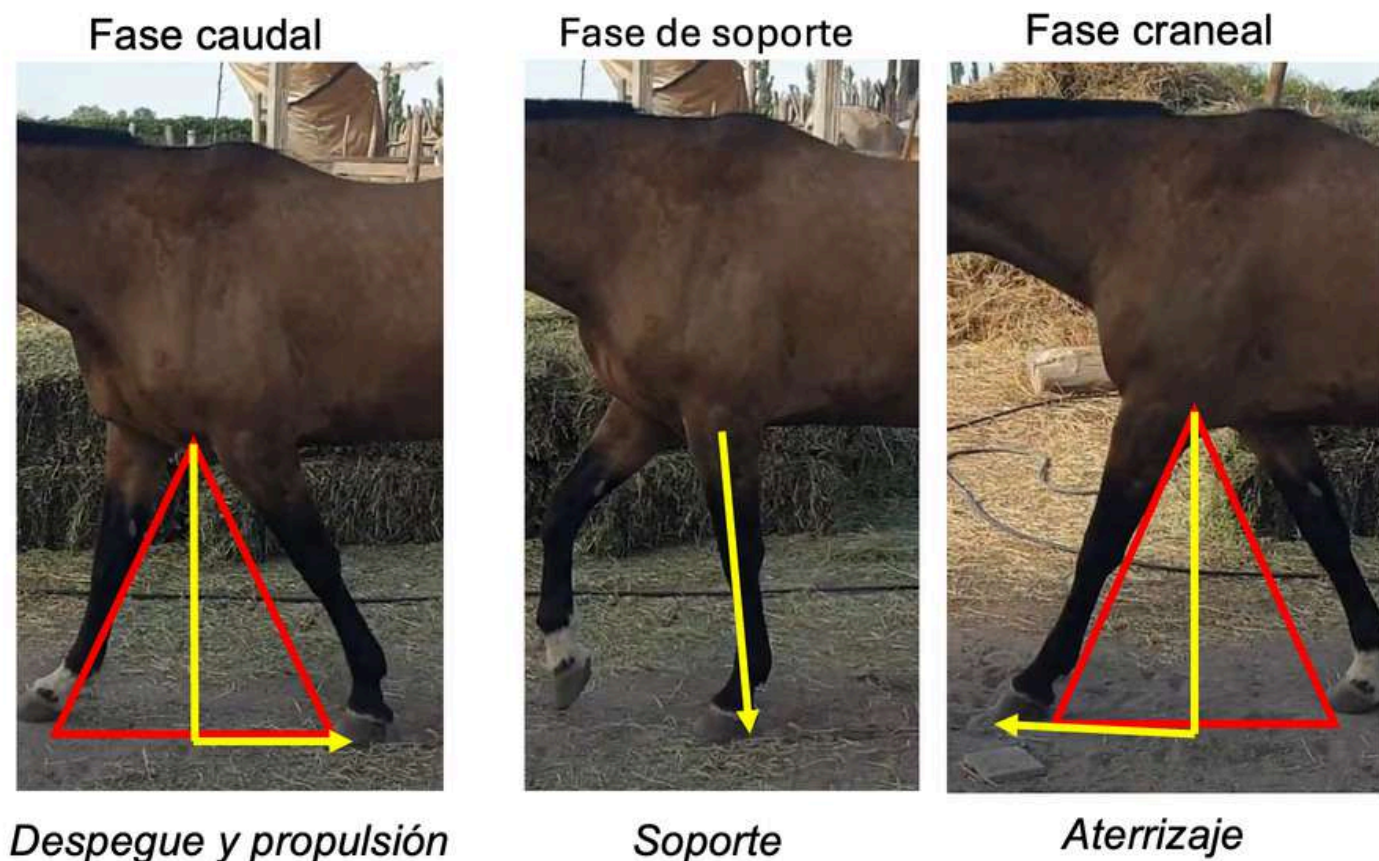 Fase caudal
Fase de soporte
Fase craneal
Despegue y propulsión
Soporte
Aterrizaje